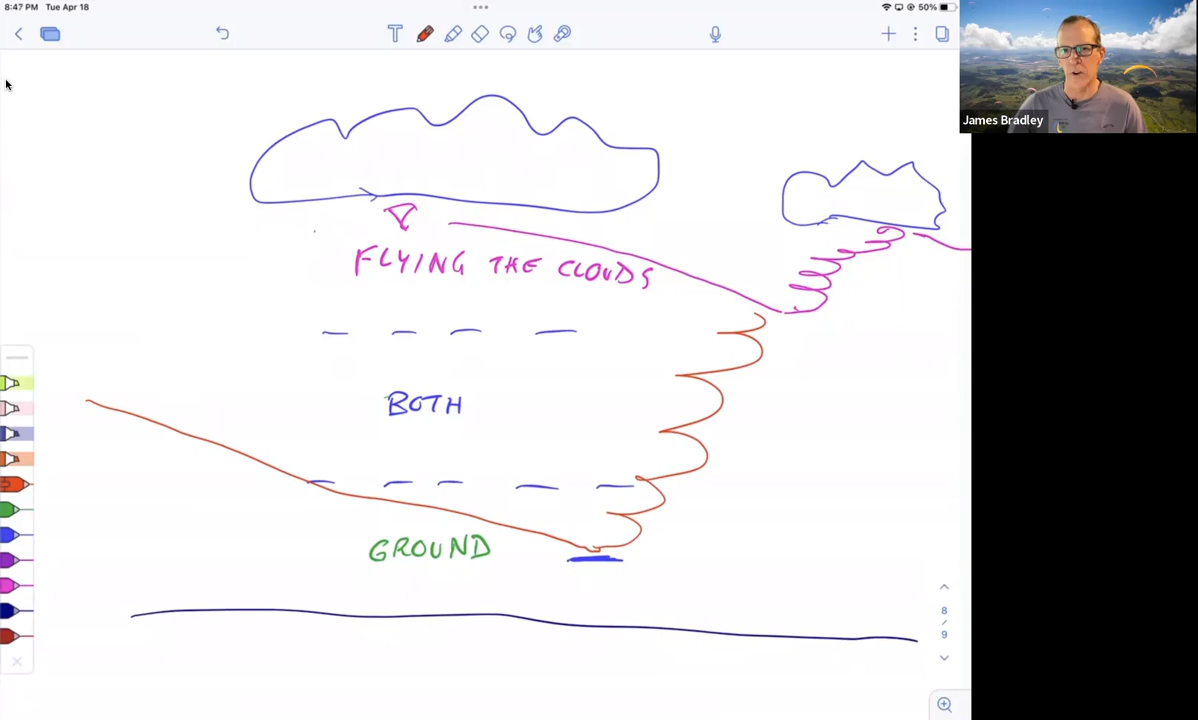 8:47 PM Tue Apr 18
50%
T
James Bradley
FLYING THE CLOUDS
BOTH
GROUND
8
/
9